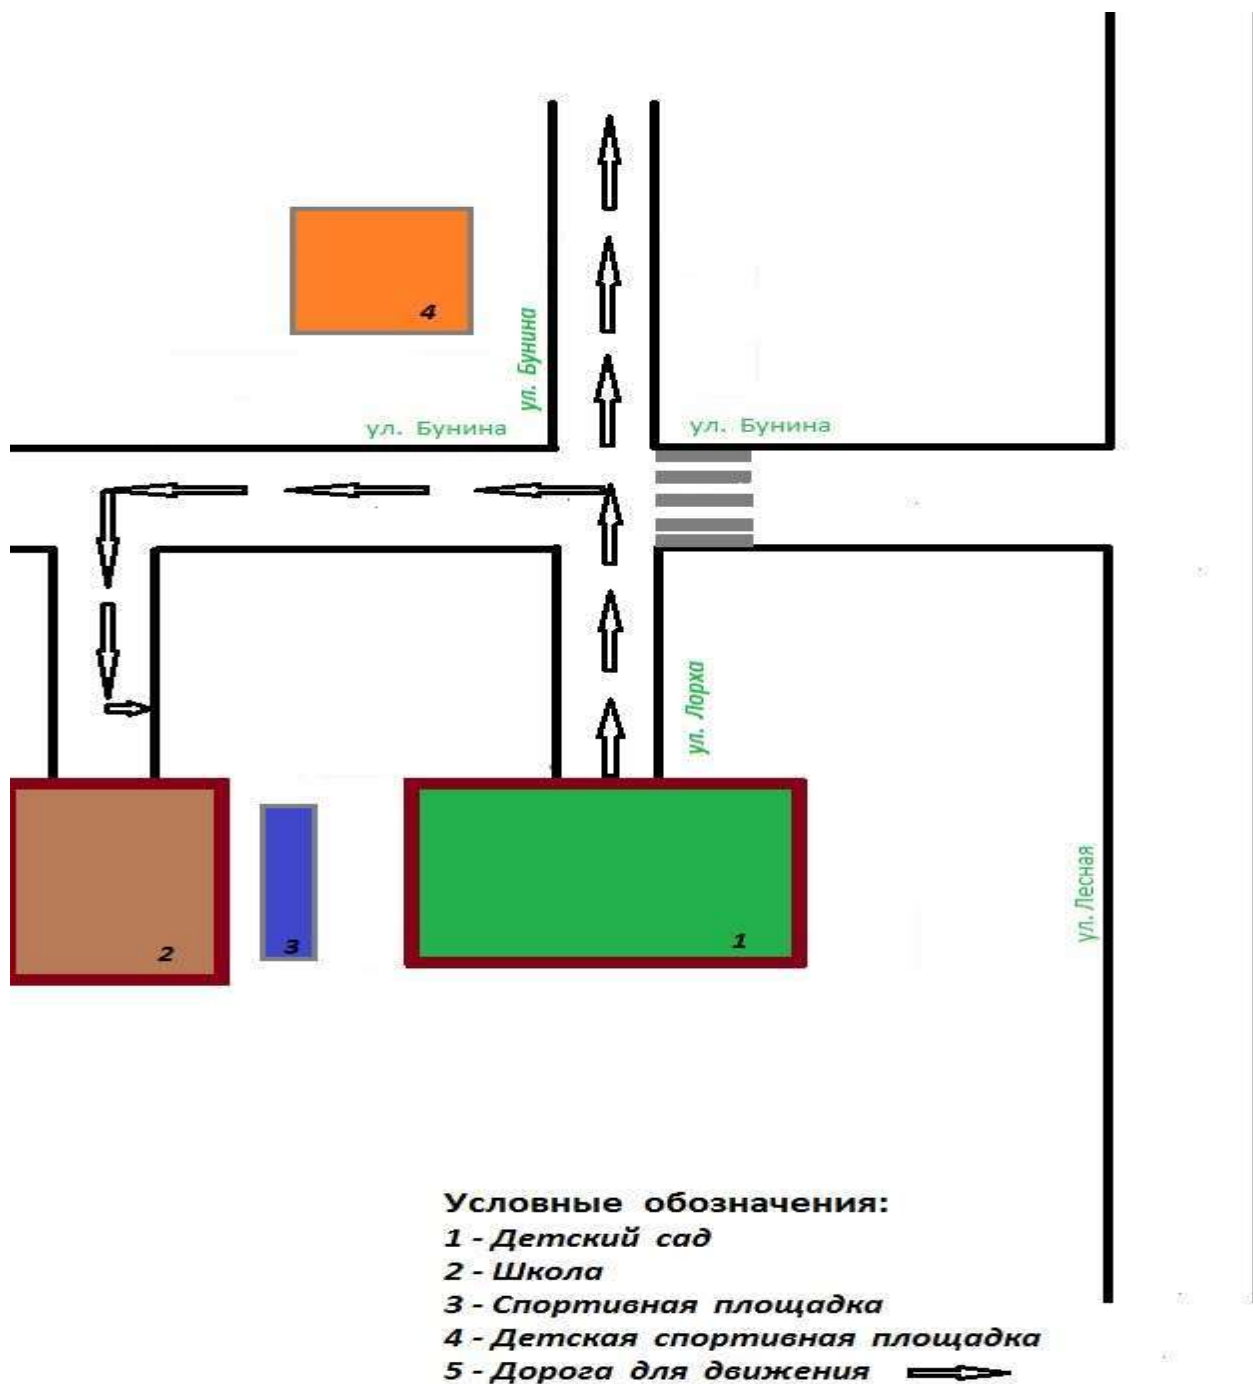 4
ул. Бунина
ул. Бунина
ул. Бунина
ул. Лорха
ул. Лесная
2
3
1
Условные обозначения:
1 - Детский сад
2 - Школа
3 - Спортивная площадка
4 - Детская спортивная площадка
5 - Дорога для движения